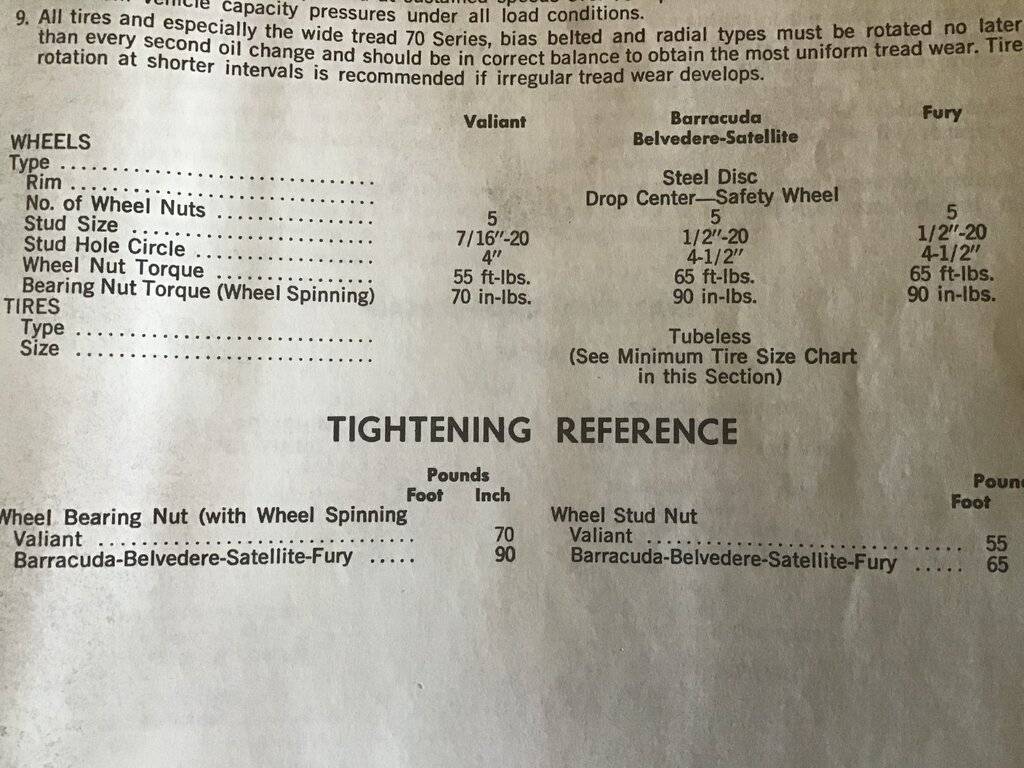 vehicle capacity pressures under all load conditions.
9. All tires and especially the wide tread 70 Series, bias belted and radial types must be rotated no later
than every second oil change and should be in correct balance to obtain the most uniform tread wear. Tire
rotation at shorter intervals is recommended if irregular tread wear develops.
Valiant Barracuda Fury
Belvedere-Satellite
WHEELS
Type ................................ Steel Disc
Rim ................................ Drop Center—Safety Wheel
No. of Wheel Nuts ................ 5 5 5
Stud Size ......................... 7/16"-20 1/2"-20 1/2"-20
Stud Hole Circle .................. 4" 4-1/2" 4-1/2"
Wheel Nut Torque ................ 55 ft-lbs. 65 ft-lbs. 65 ft-lbs.
Bearing Nut Torque (Wheel Spinning) 70 in-lbs. 90 in-lbs. 90 in-lbs.
TIRES
Type ............................... Tubeless
Size ............................... (See Minimum Tire Size Chart
in this Section)
TIGHTENING REFERENCE
Pounds
Foot Inch
Wheel Bearing Nut (with Wheel Spinning
Valiant ................................ 70
Barracuda-Belvedere-Satellite-Fury ..... 90
Poun
Foot
Wheel Stud Nut
Valiant ................................ 55
Barracuda-Belvedere-Satellite-Fury ..... 65